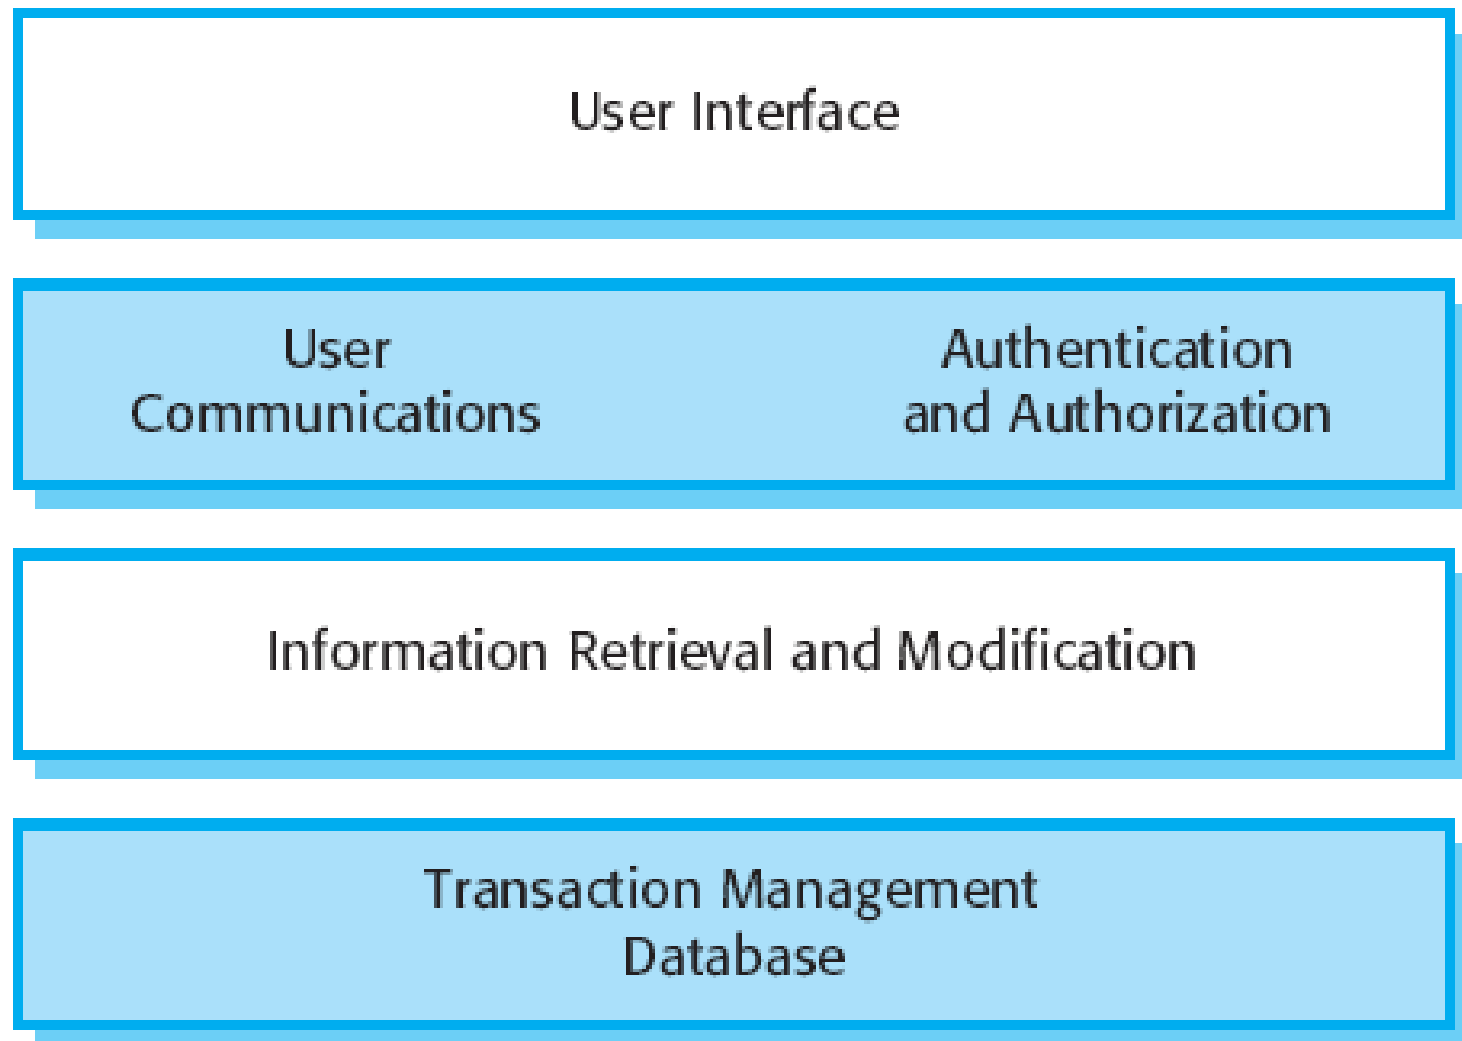 User Interface
User
Communications
Authentication
and Authorization
Information Retrieval and Modification
Transaction Management
Database